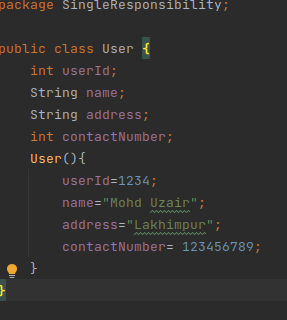 package SingleResponsibility;
public class User {
int userId;
String name;
String address;
int contactNumber;
User(){
userId=1234;
name="Mohd Uzair";
address="Lakhimpur";
contactNumber= 123456789;
}
}